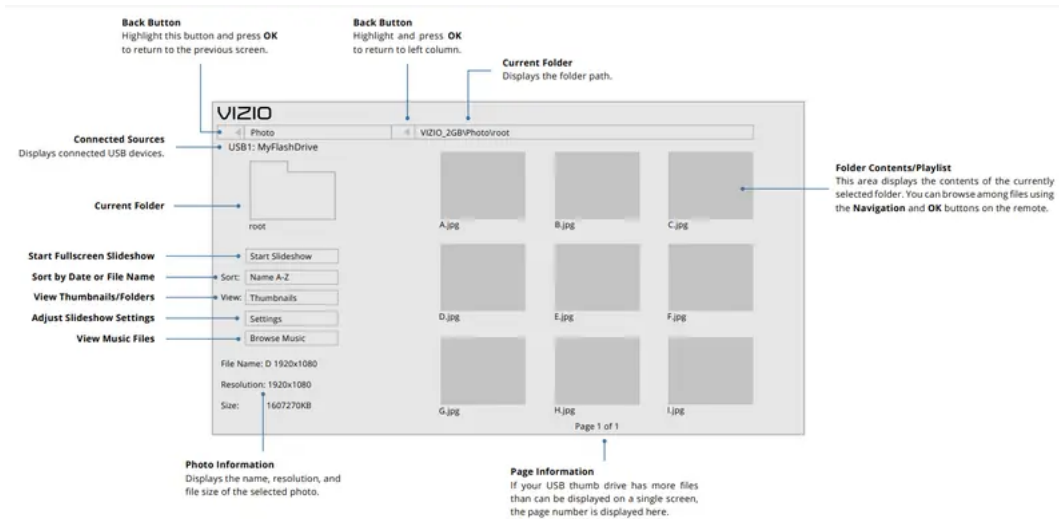 Back Button
Highlight this button and press OK
to return to the previous screen.
Back Button
Highlight and press OK
to return to left column.
Current Folder
Displays the folder path.
VIZIO
Photo
VIZIO_2GB\Photo\root
Connected Sources
Displays connected USB devices.
USB1: MyFlashDrive
Current Folder
root
A.jpg
B.jpg
C.jpg
Folder Contents/Playlist
This area displays the contents of the currently
selected folder. You can browse among files using
the Navigation and OK buttons on the remote.
Start Fullscreen Slideshow
Start Slideshow
Sort by Date or File Name
Sort: Name A-Z
View Thumbnails/Folders
View: Thumbnails
Adjust Slideshow Settings
Settings
View Music Files
Browse Music
D.jpg
E.jpg
F.jpg
File Name: D 1920x1080
Resolution: 1920x1080
Size: 1607270KB
G.jpg
H.jpg
I.jpg
Page 1 of 1
Photo Information
Displays the name, resolution, and
file size of the selected photo.
Page Information
If your USB thumb drive has more files
than can be displayed on a single screen,
the page number is displayed here.